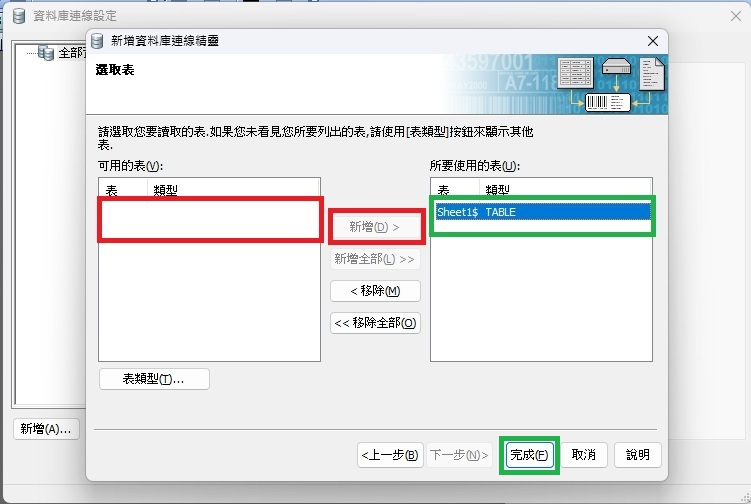 資料庫連線設定
全部
新增資料庫連線精靈
選取表
3597001
A7-118
請選取您要讀取的表.如果您未看見您所要列出的表,請使用[表類型]按鈕來顯示其他
表.
可用的表(V):
所要使用的表(U):
表 類型
表 類型
Sheet1$ TABLE
新增(D) >
新增全部(L) >>
< 移除(M)
<< 移除全部(O)
表類型(T)...
新增(A)...
<上一步(B)
下一步(N)>
完成(F)
取消
說明